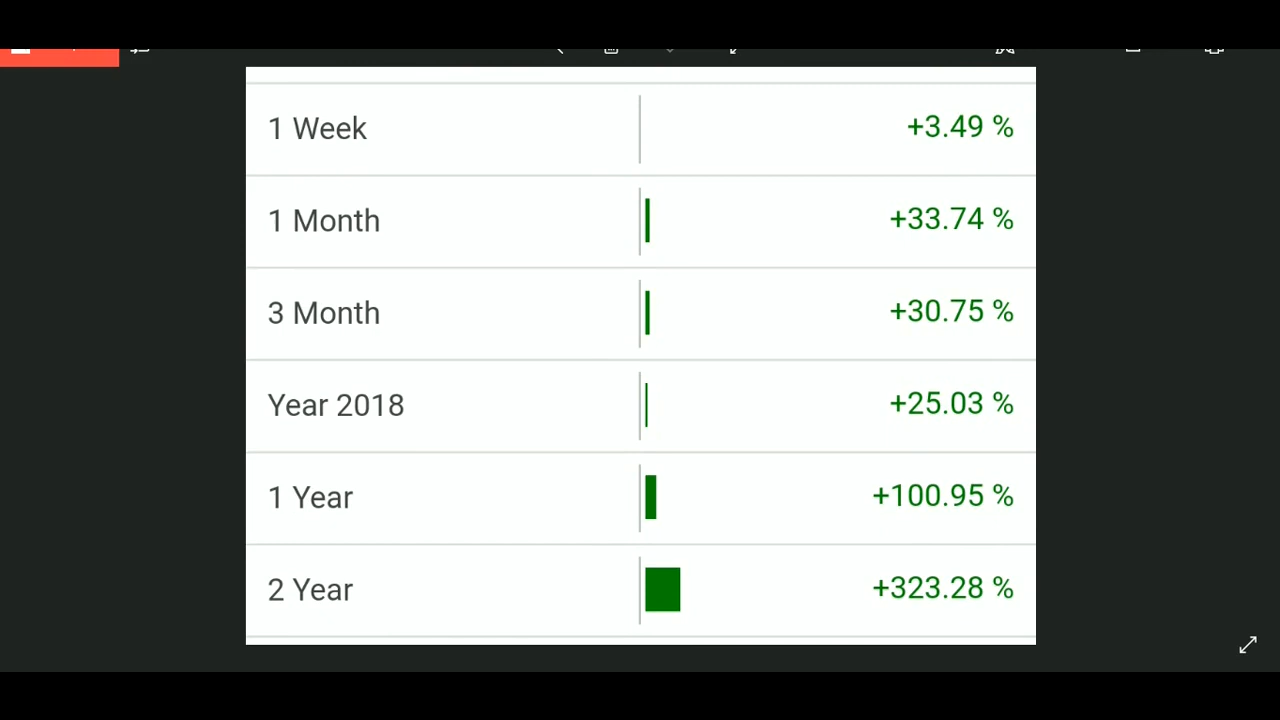 1 Week +3.49 %
1 Month +33.74 %
3 Month +30.75 %
Year 2018 +25.03 %
1 Year +100.95 %
2 Year +323.28 %